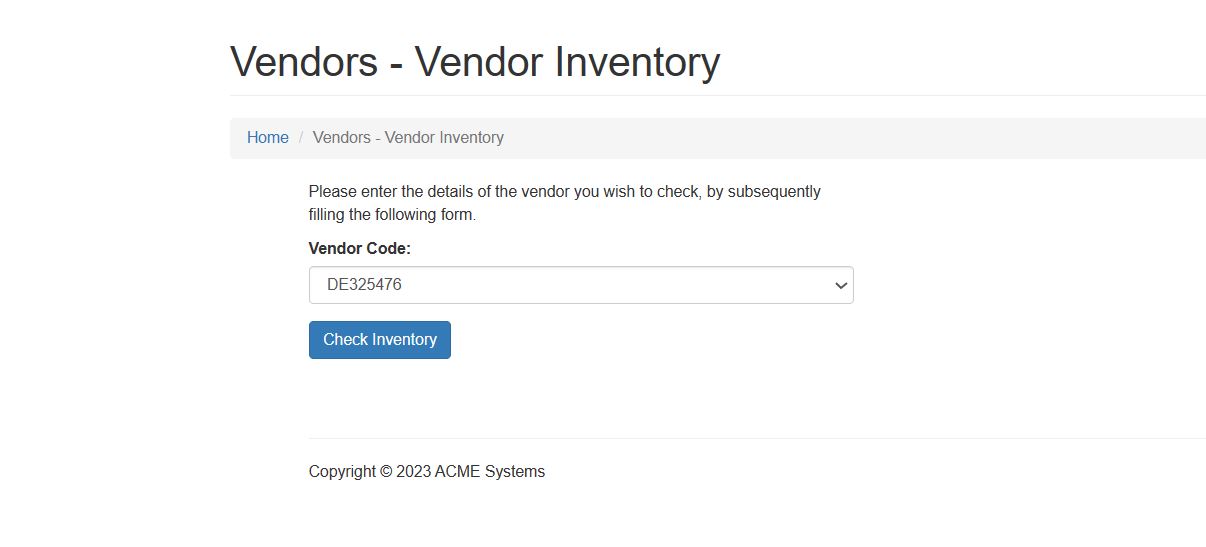 Vendors - Vendor Inventory
Home / Vendors - Vendor Inventory
Please enter the details of the vendor you wish to check, by subsequently
filling the following form.
Vendor Code:
DE325476
Check Inventory
Copyright © 2023 ACME Systems